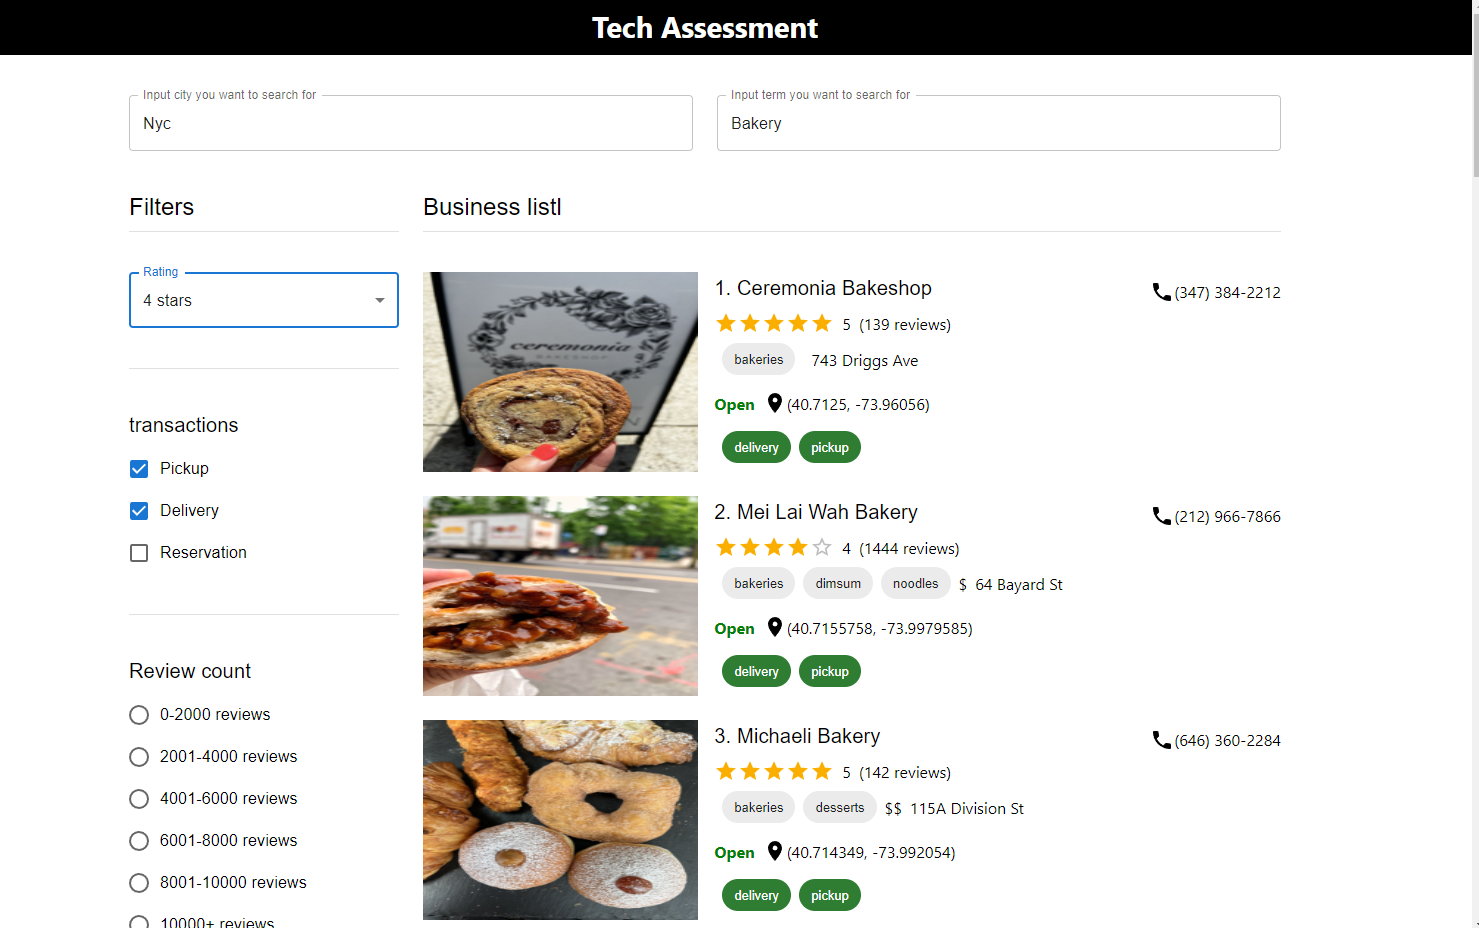 Tech Assessment
Input city you want to search for
Nyc
Input term you want to search for
Bakery
Filters
Rating
4 stars
transactions
Pickup
Delivery
Reservation
Review count
0-2000 reviews
2001-4000 reviews
4001-6000 reviews
6001-8000 reviews
8001-10000 reviews
10000+ reviews
Business listl
ceremonia
BAKESHOP
1. Ceremonia Bakeshop
(347) 384-2212
5 (139 reviews)
bakeries 743 Driggs Ave
Open (40.7125, -73.96056)
delivery pickup
2. Mei Lai Wah Bakery
(212) 966-7866
4 (1444 reviews)
bakeries dimsum noodles $ 64 Bayard St
Open (40.7155758, -73.9979585)
delivery pickup
3. Michaeli Bakery
(646) 360-2284
5 (142 reviews)
bakeries desserts $$ 115A Division St
Open (40.714349, -73.992054)
delivery pickup